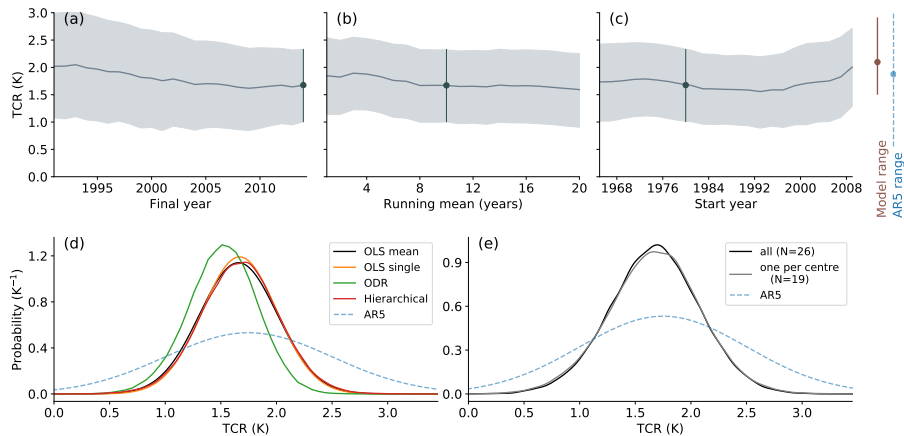 (a)
(b)
(c)
3.0
2.5
2.0
1.5
1.0
0.5
0.0
TCR (K)
1995
2000
2005
2010
Final year
4
8
12
16
20
Running mean (years)
1968
1976
1984
1992
2000
2008
Start year
Model range
AR5 range
(d)
1.2
0.8
0.4
0.0
Probability (K⁻¹)
OLS mean
OLS single
ODR
Hierarchical
AR5
0.0
0.5
1.0
1.5
2.0
2.5
3.0
TCR (K)
(e)
0.9
0.6
0.3
0.0
all (N=26)
one per centre
(N=19)
AR5
0.0
0.5
1.0
1.5
2.0
2.5
3.0
TCR (K)